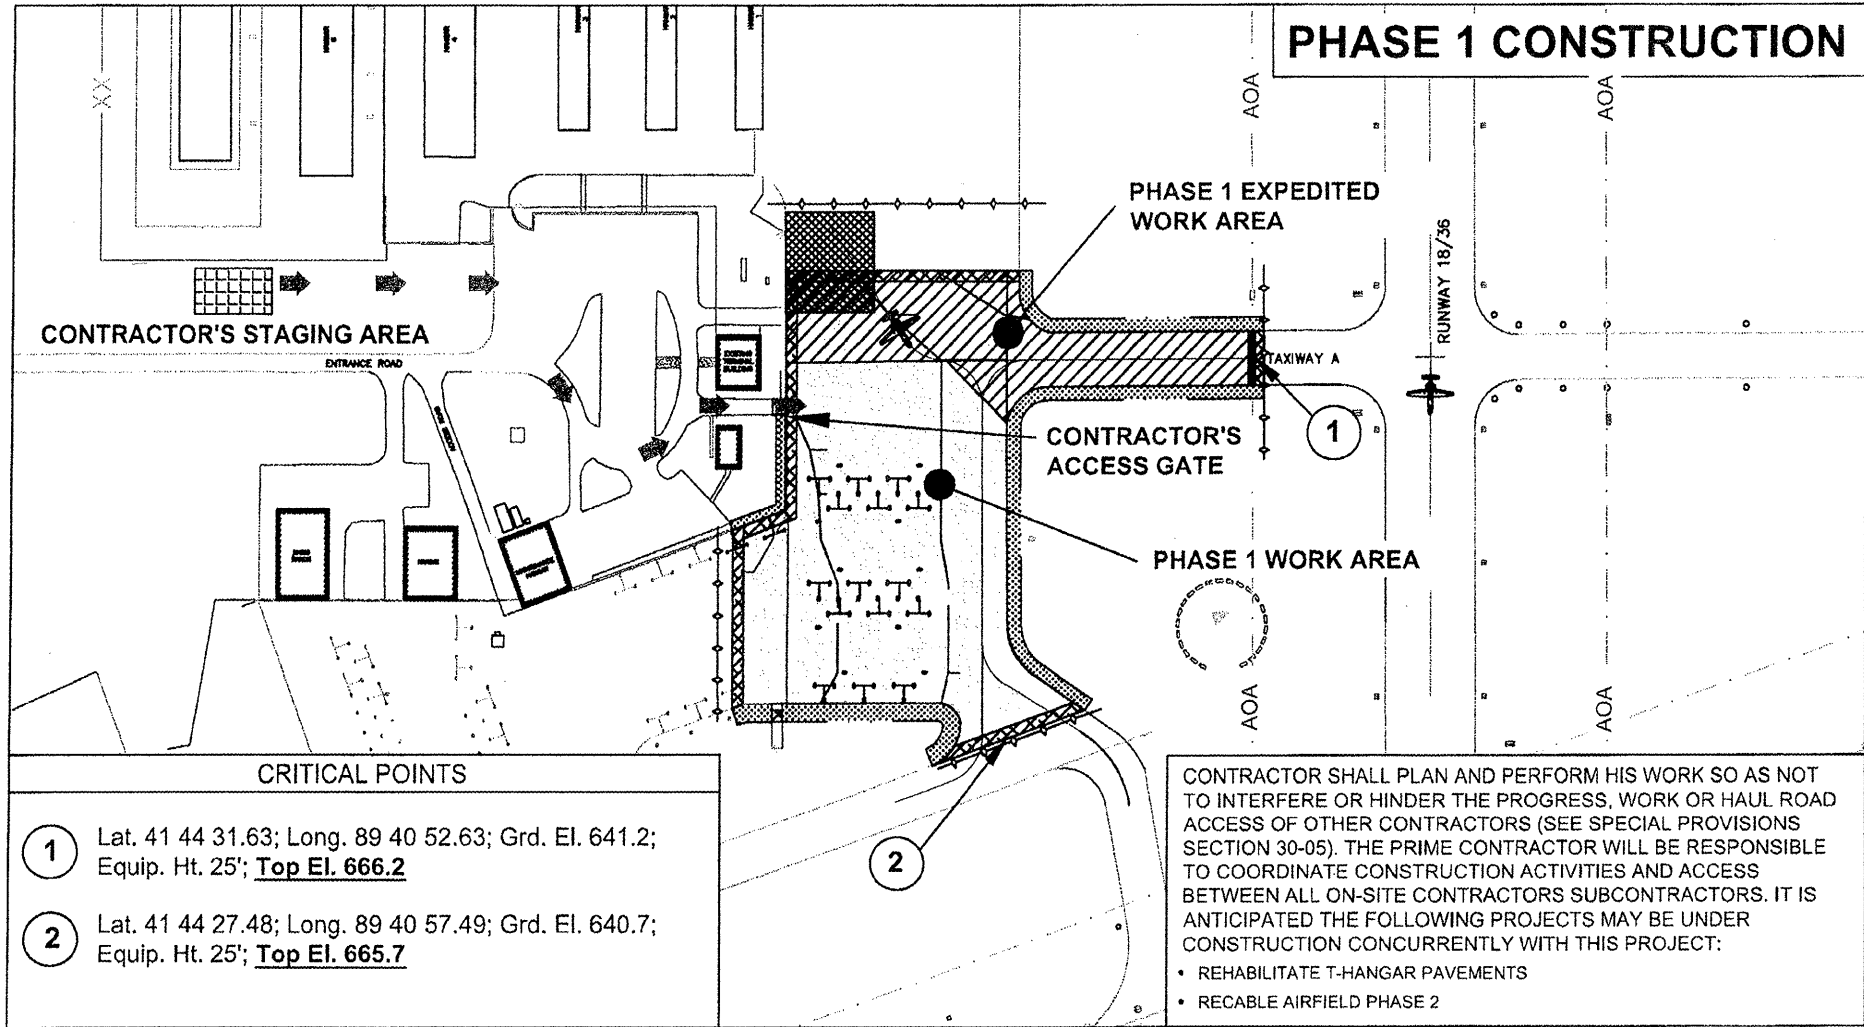 PHASE 1 CONSTRUCTION
AOA
AOA
PHASE 1 EXPEDITED
WORK AREA
RUNWAY 18/36
CONTRACTOR'S STAGING AREA
ENTRANCE ROAD
EXISTING
TERMINAL
BUILDING
TAXIWAY A
1
CONTRACTOR'S
ACCESS GATE
PHASE 1 WORK AREA
AOA
AOA
2
CRITICAL POINTS
1
Lat. 41 44 31.63; Long. 89 40 52.63; Grd. El. 641.2;
Equip. Ht. 25'; Top El. 666.2
2
Lat. 41 44 27.48; Long. 89 40 57.49; Grd. El. 640.7;
Equip. Ht. 25'; Top El. 665.7
CONTRACTOR SHALL PLAN AND PERFORM HIS WORK SO AS NOT
TO INTERFERE OR HINDER THE PROGRESS, WORK OR HAUL ROAD
ACCESS OF OTHER CONTRACTORS (SEE SPECIAL PROVISIONS
SECTION 30-05). THE PRIME CONTRACTOR WILL BE RESPONSIBLE
TO COORDINATE CONSTRUCTION ACTIVITIES AND ACCESS
BETWEEN ALL ON-SITE CONTRACTORS SUBCONTRACTORS. IT IS
ANTICIPATED THE FOLLOWING PROJECTS MAY BE UNDER
CONSTRUCTION CONCURRENTLY WITH THIS PROJECT:
• REHABILITATE T-HANGAR PAVEMENTS
• RECABLE AIRFIELD PHASE 2